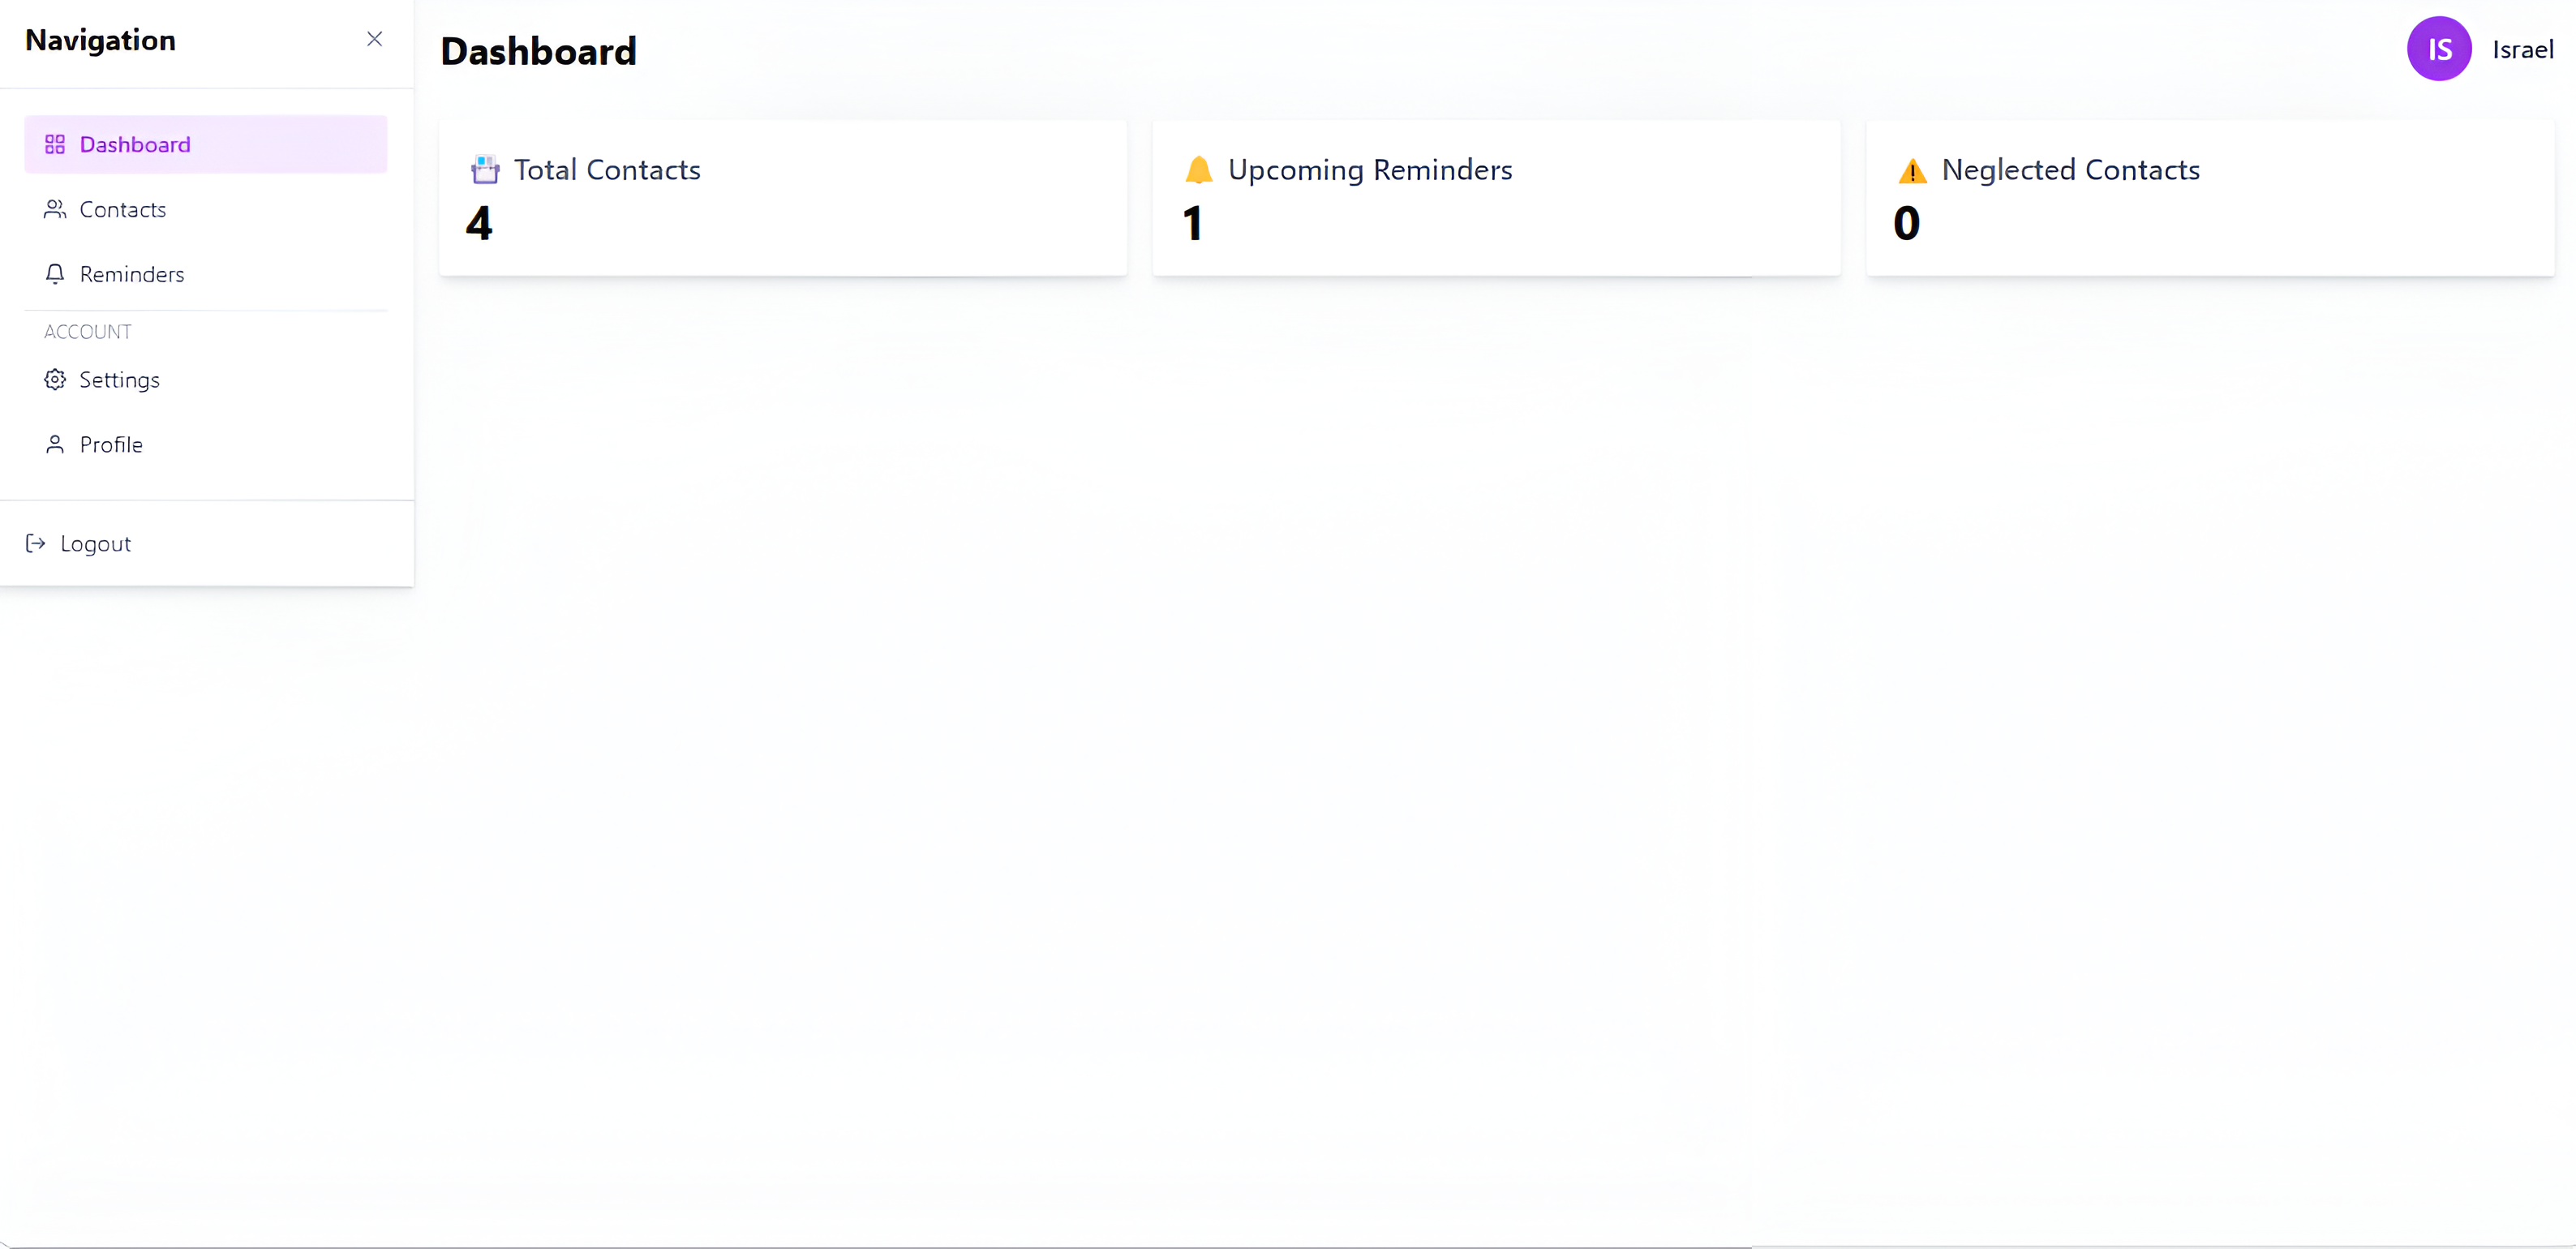 Navigation
Dashboard
Contacts
Reminders
ACCOUNT
Settings
Profile
Logout
Dashboard
IS Israel
Total Contacts
4
Upcoming Reminders
1
Neglected Contacts
0